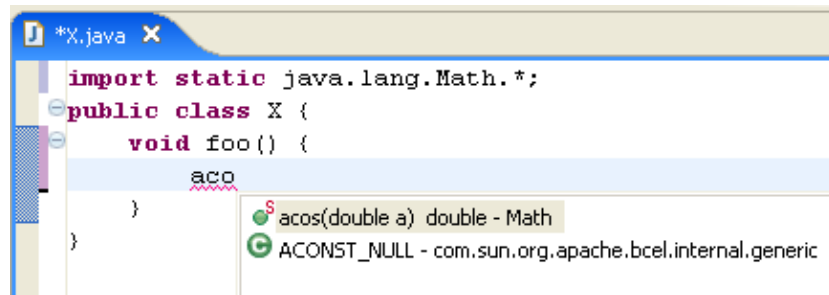 *X.java
import static java.lang.Math.*;
public class X {
void foo() {
aco
}
}
acos(double a) double - Math
ACONST_NULL - com.sun.org.apache.bcel.internal.generic